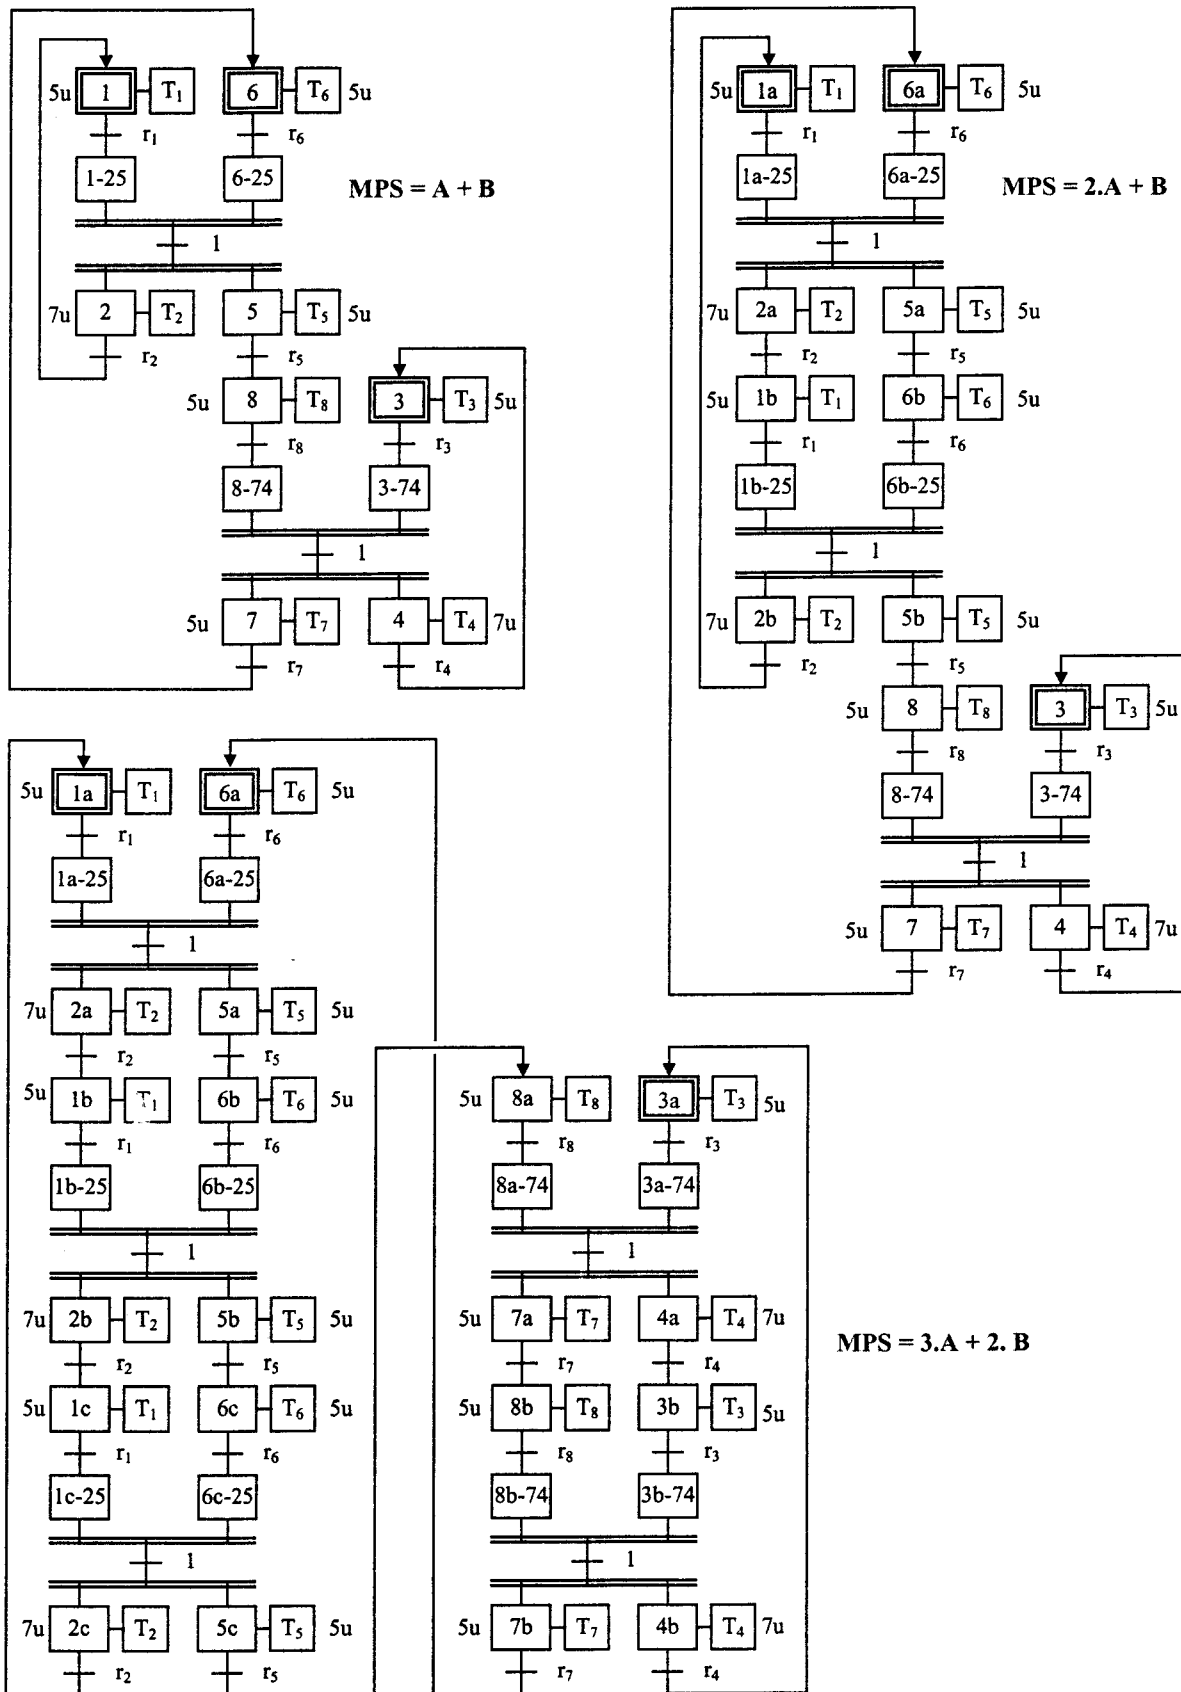 5u 1 T1 6 T6 5u
r1 r6
1-25 6-25
MPS = A + B
1
7u 2 T2 5 T5 5u
r2 r5
5u 8 T8 3 T3 5u
r8 r3
8-74 3-74
1
5u 7 T7 4 T4 7u
r7 r4
5u 1a T1 6a T6 5u
r1 r6
1a-25 6a-25
MPS = 2.A + B
1
7u 2a T2 5a T5 5u
r2 r5
5u 1b T1 6b T6 5u
r1 r6
1b-25 6b-25
1
7u 2b T2 5b T5 5u
r2 r5
5u 8 T8 3 T3 5u
r8 r3
8-74 3-74
1
5u 7 T7 4 T4 7u
r7 r4
5u 1a T1 6a T6 5u
r1 r6
1a-25 6a-25
1
7u 2a T2 5a T5 5u
r2 r5
5u 1b T1 6b T6 5u
r1 r6
1b-25 6b-25
1
7u 2b T2 5b T5 5u
r2 r5
5u 1c T1 6c T6 5u
r1 r6
1c-25 6c-25
1
7u 2c T2 5c T5 5u
r2 r5
5u 8a T8 3a T3 5u
r8 r3
8a-74 3a-74
1
5u 7a T7 4a T4 7u
MPS = 3.A + 2. B
r7 r4
5u 8b T8 3b T3 5u
r8 r3
8b-74 3b-74
1
5u 7b T7 4b T4 7u
r7 r4